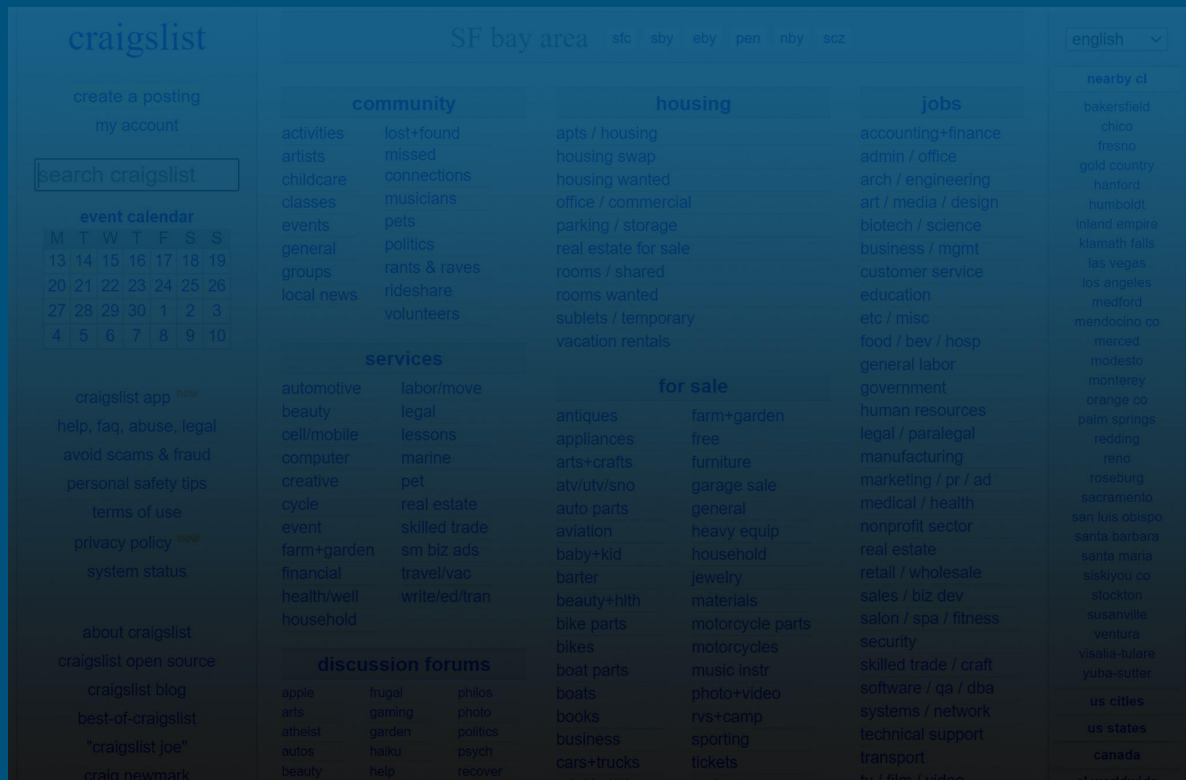 craigslist
create a posting
my account
search craigslist
event calendar
M T W T F S S
13 14 15 16 17 18 19
20 21 22 23 24 25 26
27 28 29 30 1 2 3
4 5 6 7 8 9 10
craigslist app new
help, faq, abuse, legal
avoid scams & fraud
personal safety tips
terms of use
privacy policy new
system status
about craigslist
craigslist open source
craigslist blog
best-of-craigslist
"craigslist joe"
craig newmark
SF bay area sfc sby eby pen nby scz
community
activities
artists
childcare
classes
events
general
groups
local news
lost+found
missed
connections
musicians
pets
politics
rants & raves
rideshare
volunteers
services
automotive
beauty
cell/mobile
computer
creative
cycle
event
farm+garden
financial
health/well
household
labor/move
legal
lessons
marine
pet
real estate
skilled trade
sm biz ads
travel/vac
write/ed/tran
discussion forums
apple
arts
atheist
autos
beauty
frugal
gaming
garden
haiku
help
philos
photo
politics
psych
recover
housing
apts / housing
housing swap
housing wanted
office / commercial
parking / storage
real estate for sale
rooms / shared
rooms wanted
sublets / temporary
vacation rentals
for sale
antiques
appliances
arts+crafts
atv/utv/sno
auto parts
aviation
baby+kid
barter
beauty+hlth
bike parts
bikes
boat parts
boats
books
business
cars+trucks
farm+garden
free
furniture
garage sale
general
heavy equip
household
jewelry
materials
motorcycle parts
motorcycles
music instr
photo+video
rvs+camp
sporting
tickets
jobs
accounting+finance
admin / office
arch / engineering
art / media / design
biotech / science
business / mgmt
customer service
education
etc / misc
food / bev / hosp
general labor
government
human resources
legal / paralegal
manufacturing
marketing / pr / ad
medical / health
nonprofit sector
real estate
retail / wholesale
sales / biz dev
salon / spa / fitness
security
skilled trade / craft
software / qa / dba
systems / network
technical support
transport
tv / film / video
english
nearby cl
bakersfield
chico
fresno
gold country
hanford
humboldt
inland empire
klamath falls
las vegas
los angeles
medford
mendocino co
merced
modesto
monterey
orange co
palm springs
redding
reno
roseburg
sacramento
san luis obispo
santa barbara
santa maria
siskiyou co
stockton
susanville
ventura
visalia-tulare
yuba-sutter
us cities
us states
canada